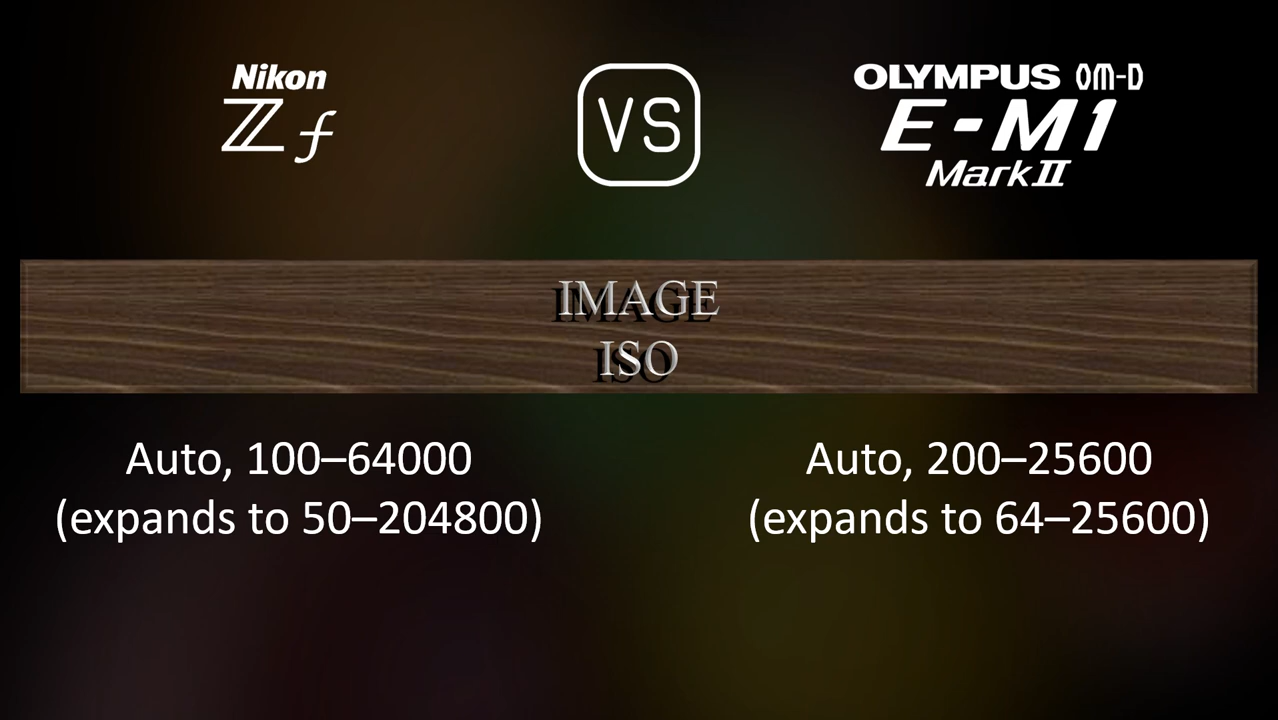 Nikon
Z f
VS
OLYMPUS OM-D
E-M1
Mark II
IMAGE
ISO
Auto, 100–64000
(expands to 50–204800)
Auto, 200–25600
(expands to 64–25600)